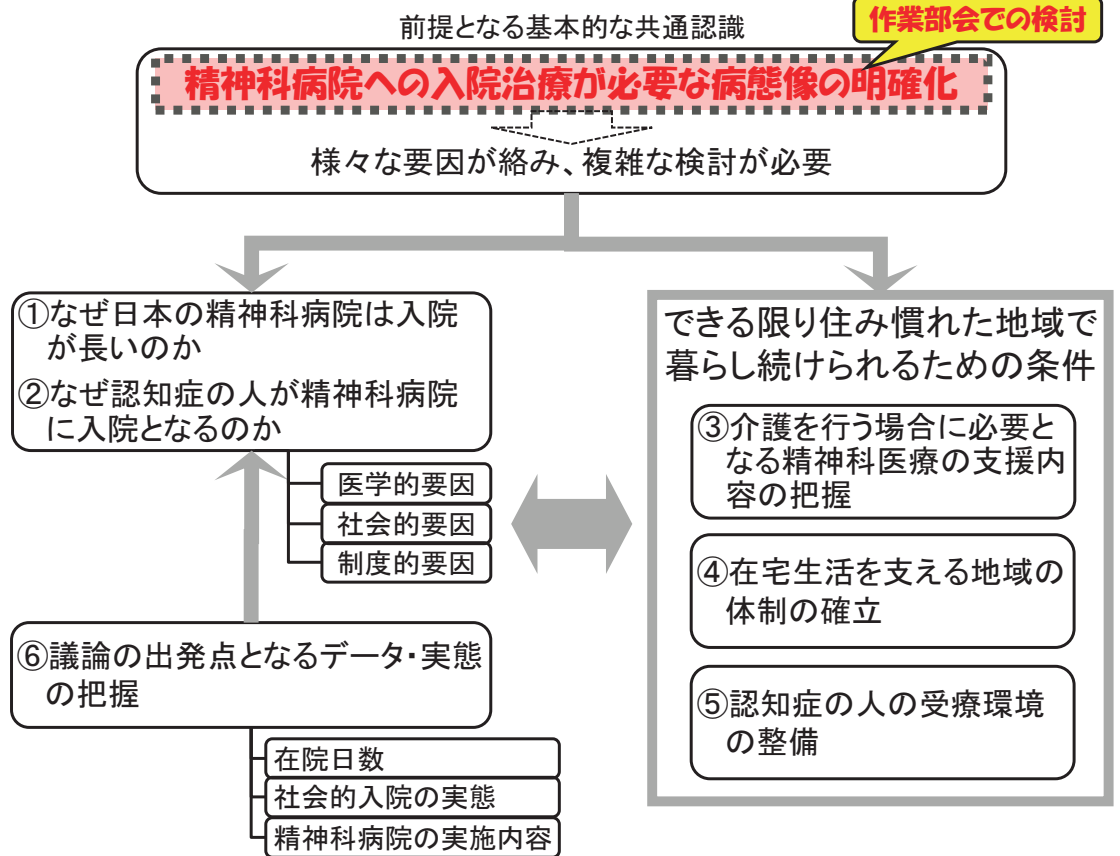 作業部会での検討
前提となる基本的な共通認識
精神科病院への入院治療が必要な病態像の明確化
様々な要因が絡み、複雑な検討が必要
①なぜ日本の精神科病院は入院
が長いのか
②なぜ認知症の人が精神科病院
に入院となるのか
医学的要因
社会的要因
制度的要因
⑥議論の出発点となるデータ・実態
の把握
在院日数
社会的入院の実態
精神科病院の実施内容
できる限り住み慣れた地域で
暮らし続けられるための条件
③介護を行う場合に必要と
なる精神科医療の支援内
容の把握
④在宅生活を支える地域の
体制の確立
⑤認知症の人の受療環境
の整備